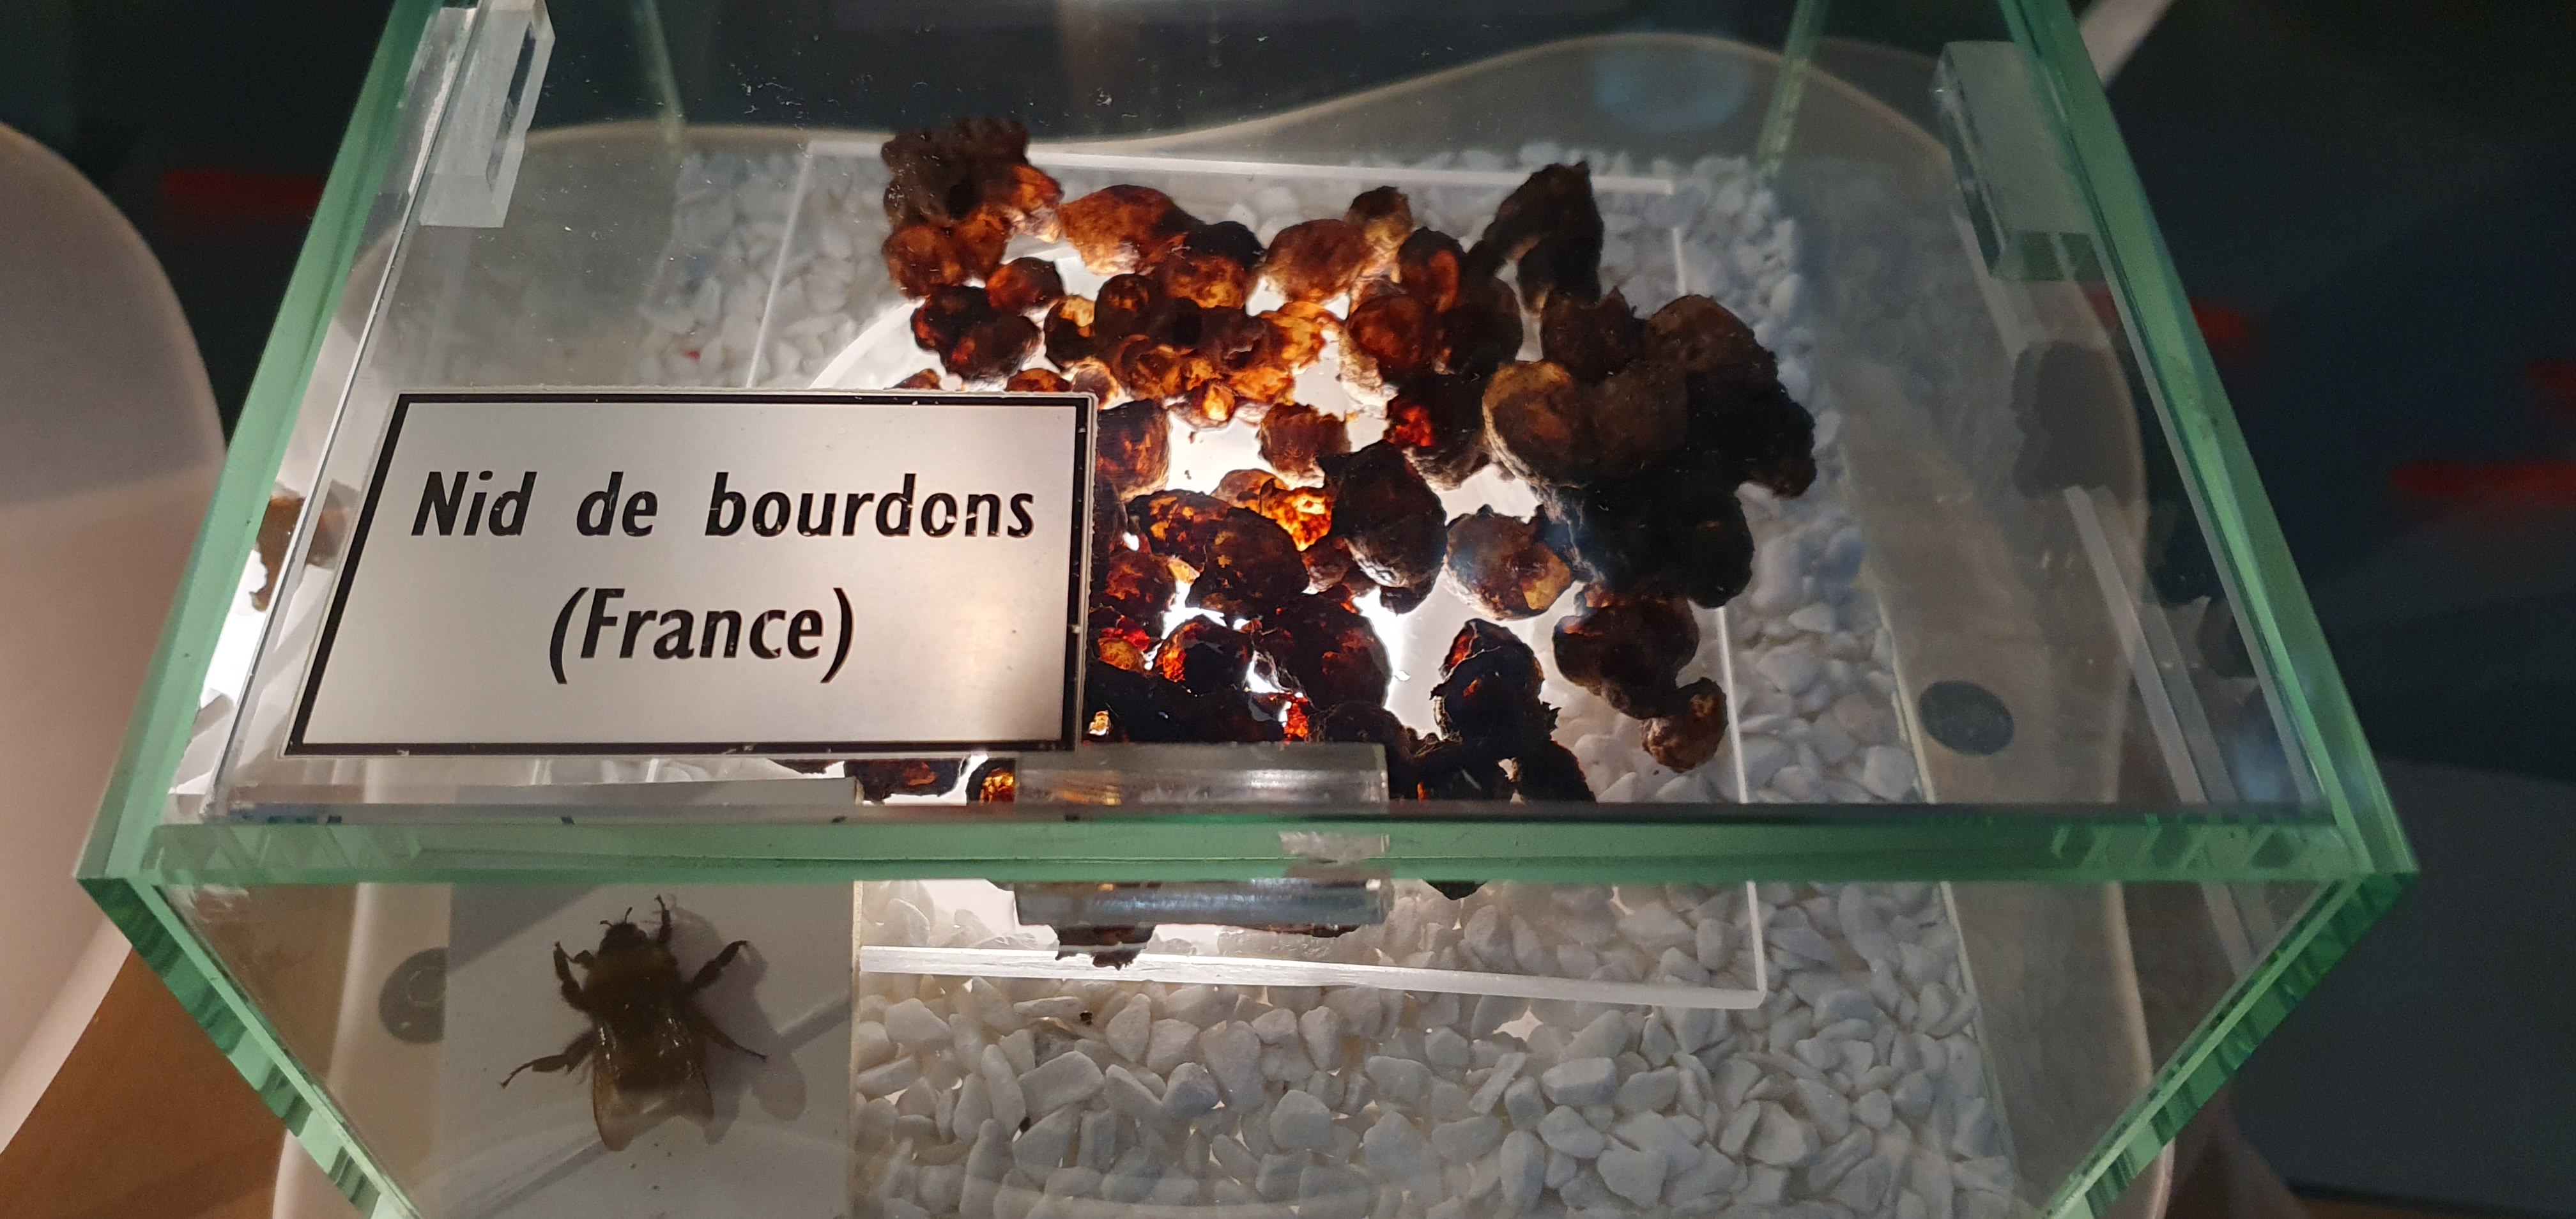 Nid de bourdons
(France)